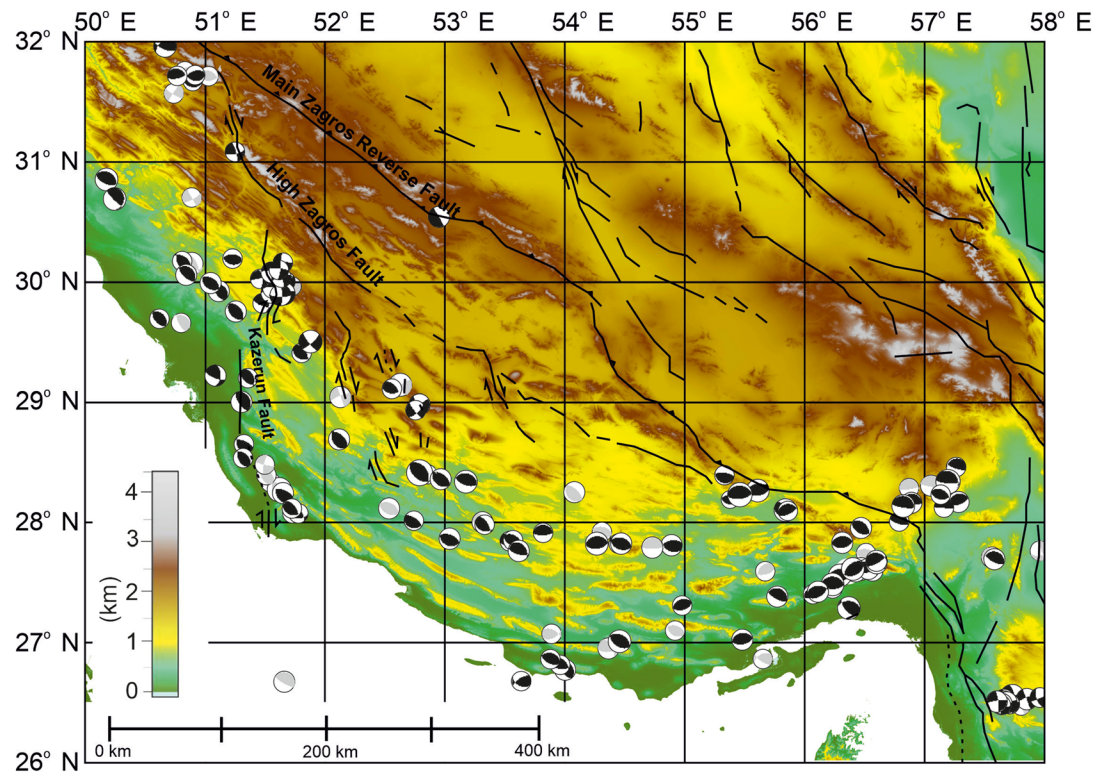 50° E 51° E 52° E 53° E 54° E 55° E 56° E 57° E 58° E
32° N
31° N
30° N
29° N
28° N
27° N
26° N
Main Zagros Reverse Fault
High Zagros Fault
Kazerun Fault
(km)
4
3
2
1
0
0 km 200 km 400 km